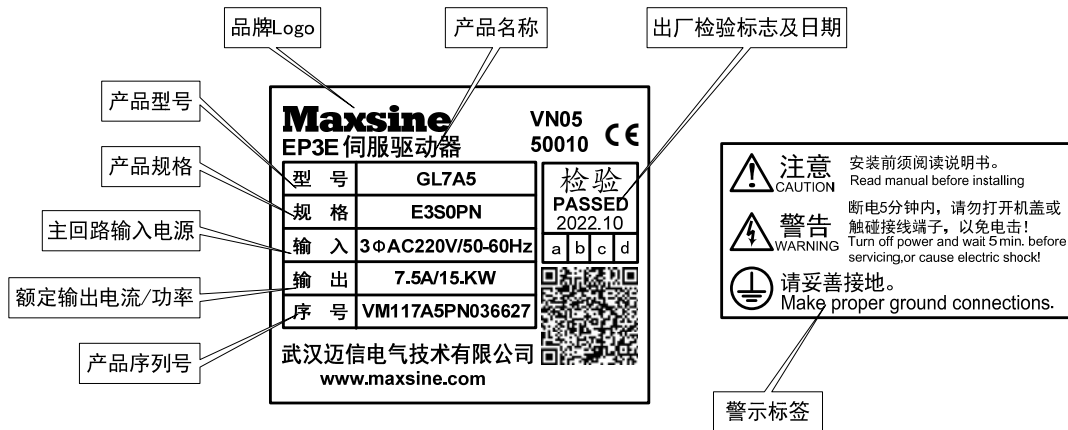 品牌Logo
产品名称
出厂检验标志及日期
产品型号
产品规格
主回路输入电源
额定输出电流/功率
产品序列号
Maxsine
EP3E 伺服驱动器
VN05
50010
CE
型 号 GL7A5
规 格 E3S0PN
输 入 3ΦAC220V/50-60Hz
输 出 7.5A/15.KW
序 号 VM117A5PN036627
检验
PASSED
2022.10
a b c d
武汉迈信电气技术有限公司
www.maxsine.com
注意
CAUTION
安装前须阅读说明书。
Read manual before installing
警告
WARNING
断电5分钟内，请勿打开机盖或
触碰接线端子，以免电击！
Turn off power and wait 5 min. before
servicing,or cause electric shock!
请妥善接地。
Make proper ground connections.
警示标签